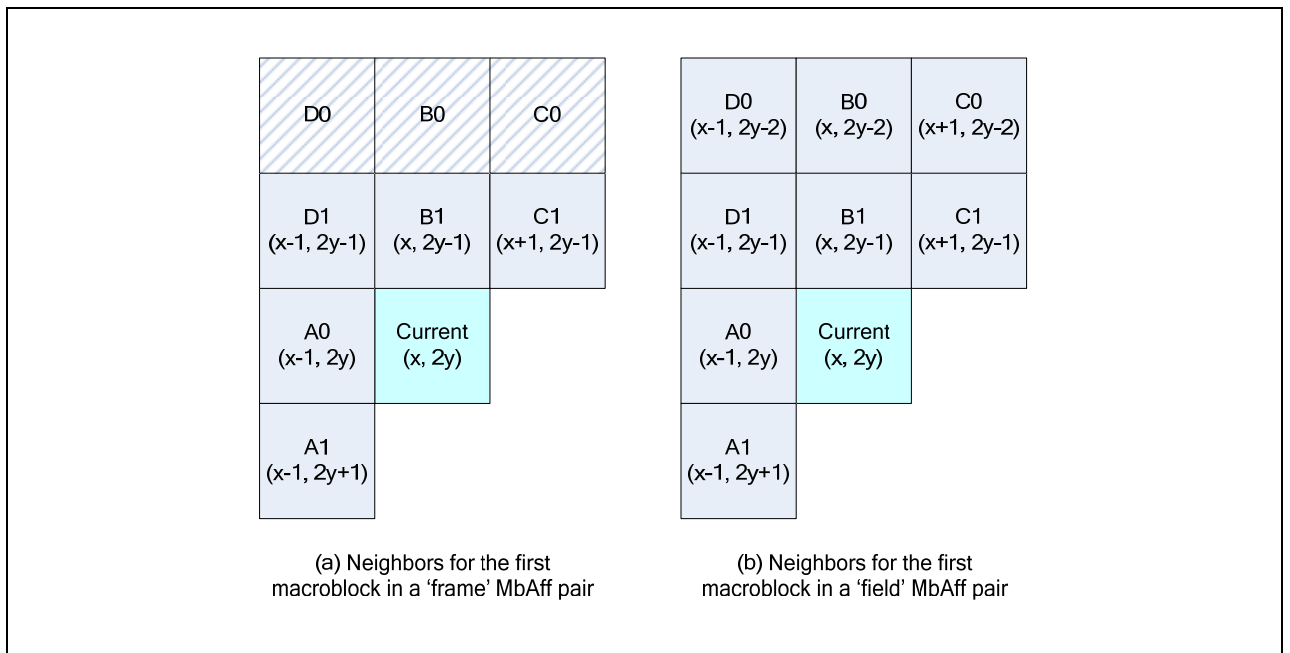 D0
B0
C0
D1
(x-1, 2y-1)
B1
(x, 2y-1)
C1
(x+1, 2y-1)
A0
(x-1, 2y)
Current
(x, 2y)
A1
(x-1, 2y+1)
(a) Neighbors for the first
macroblock in a ‘frame’ MbAff pair
D0
(x-1, 2y-2)
B0
(x, 2y-2)
C0
(x+1, 2y-2)
D1
(x-1, 2y-1)
B1
(x, 2y-1)
C1
(x+1, 2y-1)
A0
(x-1, 2y)
Current
(x, 2y)
A1
(x-1, 2y+1)
(b) Neighbors for the first
macroblock in a ‘field’ MbAff pair